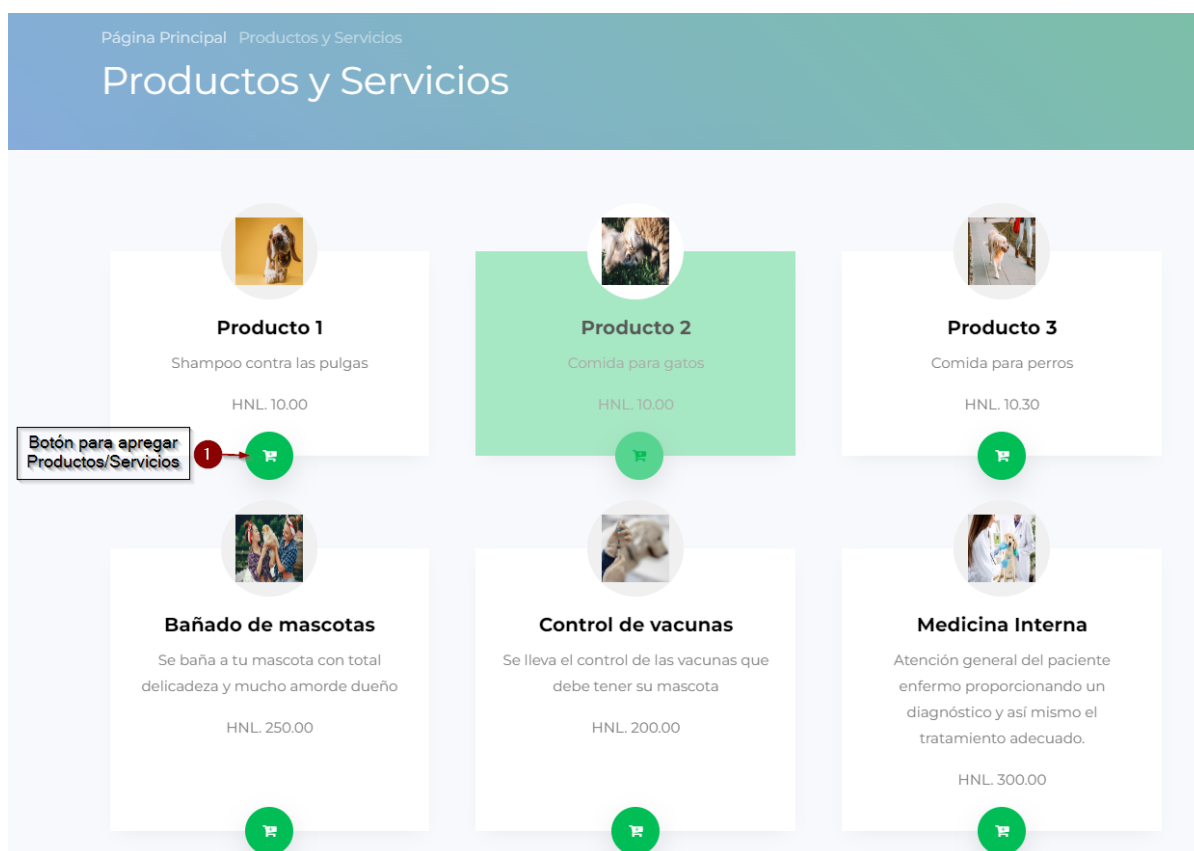 Página Principal Productos y Servicios
Productos y Servicios
Producto 1
Shampoo contra las pulgas
HNL. 10.00
Producto 2
Comida para gatos
HNL. 10.00
Producto 3
Comida para perros
HNL. 10.30
Botón para apregar
Productos/Servicios
1
Bañado de mascotas
Se baña a tu mascota con total
delicadeza y mucho amorde dueño
HNL. 250.00
Control de vacunas
Se lleva el control de las vacunas que
debe tener su mascota
HNL. 200.00
Medicina Interna
Atención general del paciente
enfermo proporcionando un
diagnóstico y así mismo el
tratamiento adecuado.
HNL. 300.00